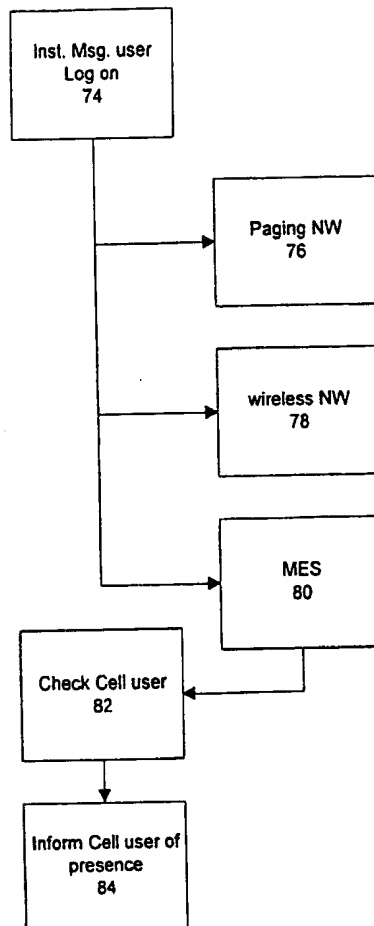 Inst. Msg. user
Log on
74
Paging NW
76
wireless NW
78
MES
80
Check Cell user
82
Inform Cell user of
presence
84